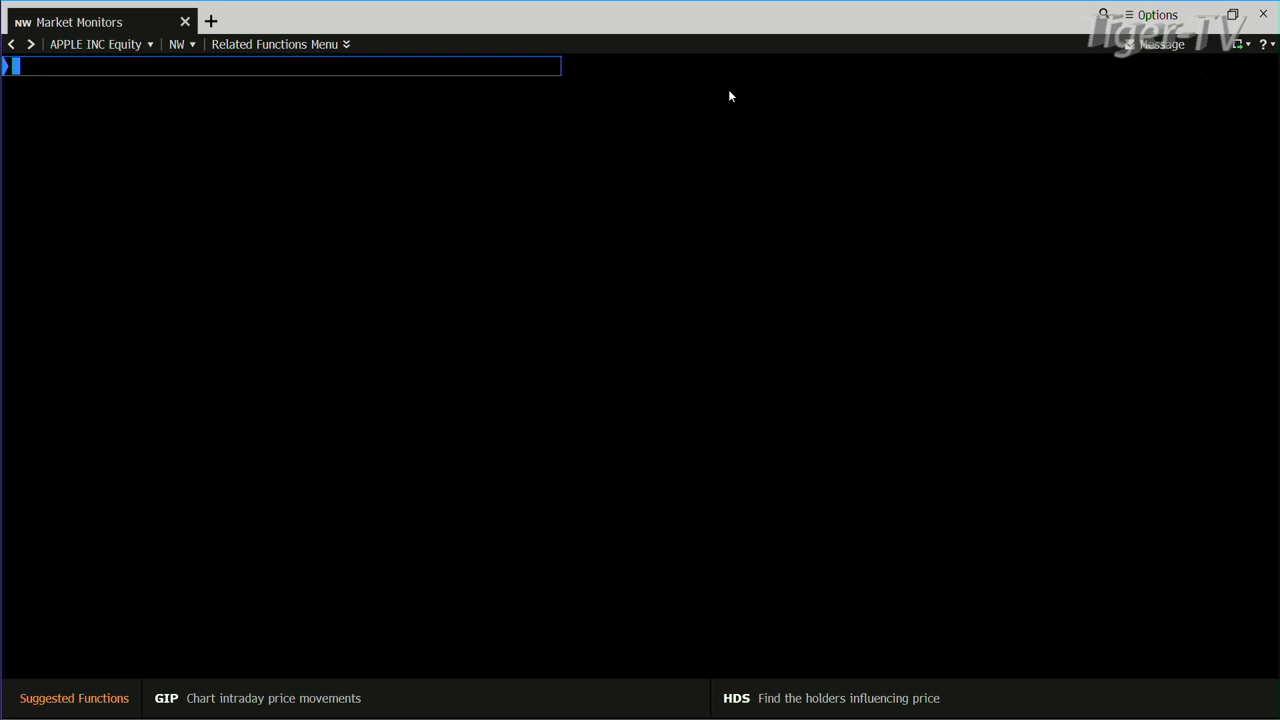 NW Market Monitors
Options
APPLE INC Equity NW Related Functions Menu Message ?
Tiger-TV
Suggested Functions GIP Chart intraday price movements HDS Find the holders influencing price